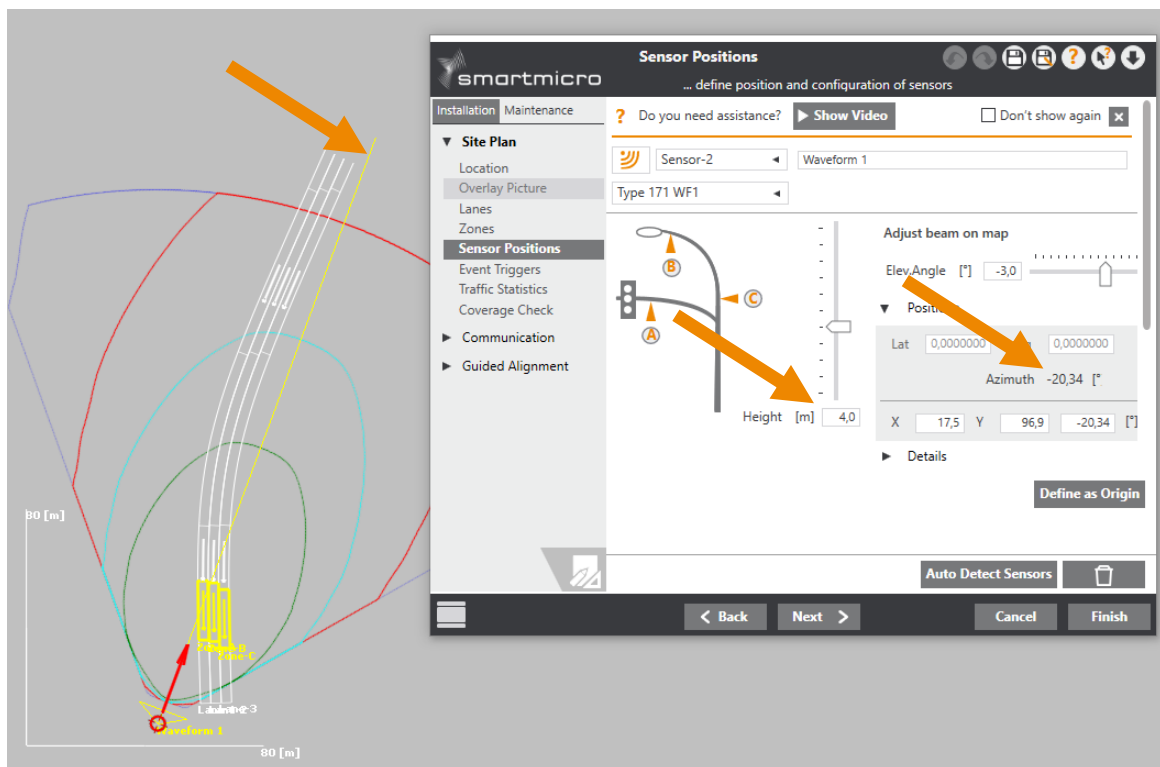 Sensor Positions
... define position and configuration of sensors
smartmicro
Installation Maintenance
? Do you need assistance? Show Video Don't show again x
Site Plan
Location
Overlay Picture
Lanes
Zones
Sensor Positions
Event Triggers
Traffic Statistics
Coverage Check
Communication
Guided Alignment
Sensor-2 Waveform 1
Type 171 WF1
B
C
A
Height [m] 4,0
Adjust beam on map
Elev.Angle [°] -3,0
Lat 0,0000000 0,0000000
Azimuth -20,34 [°
X 17,5 Y 96,9 -20,34 [°]
Details
Define as Origin
Auto Detect Sensors
Back Next Cancel Finish
80 [m]
Zone-C
Waveform 1
80 [m]